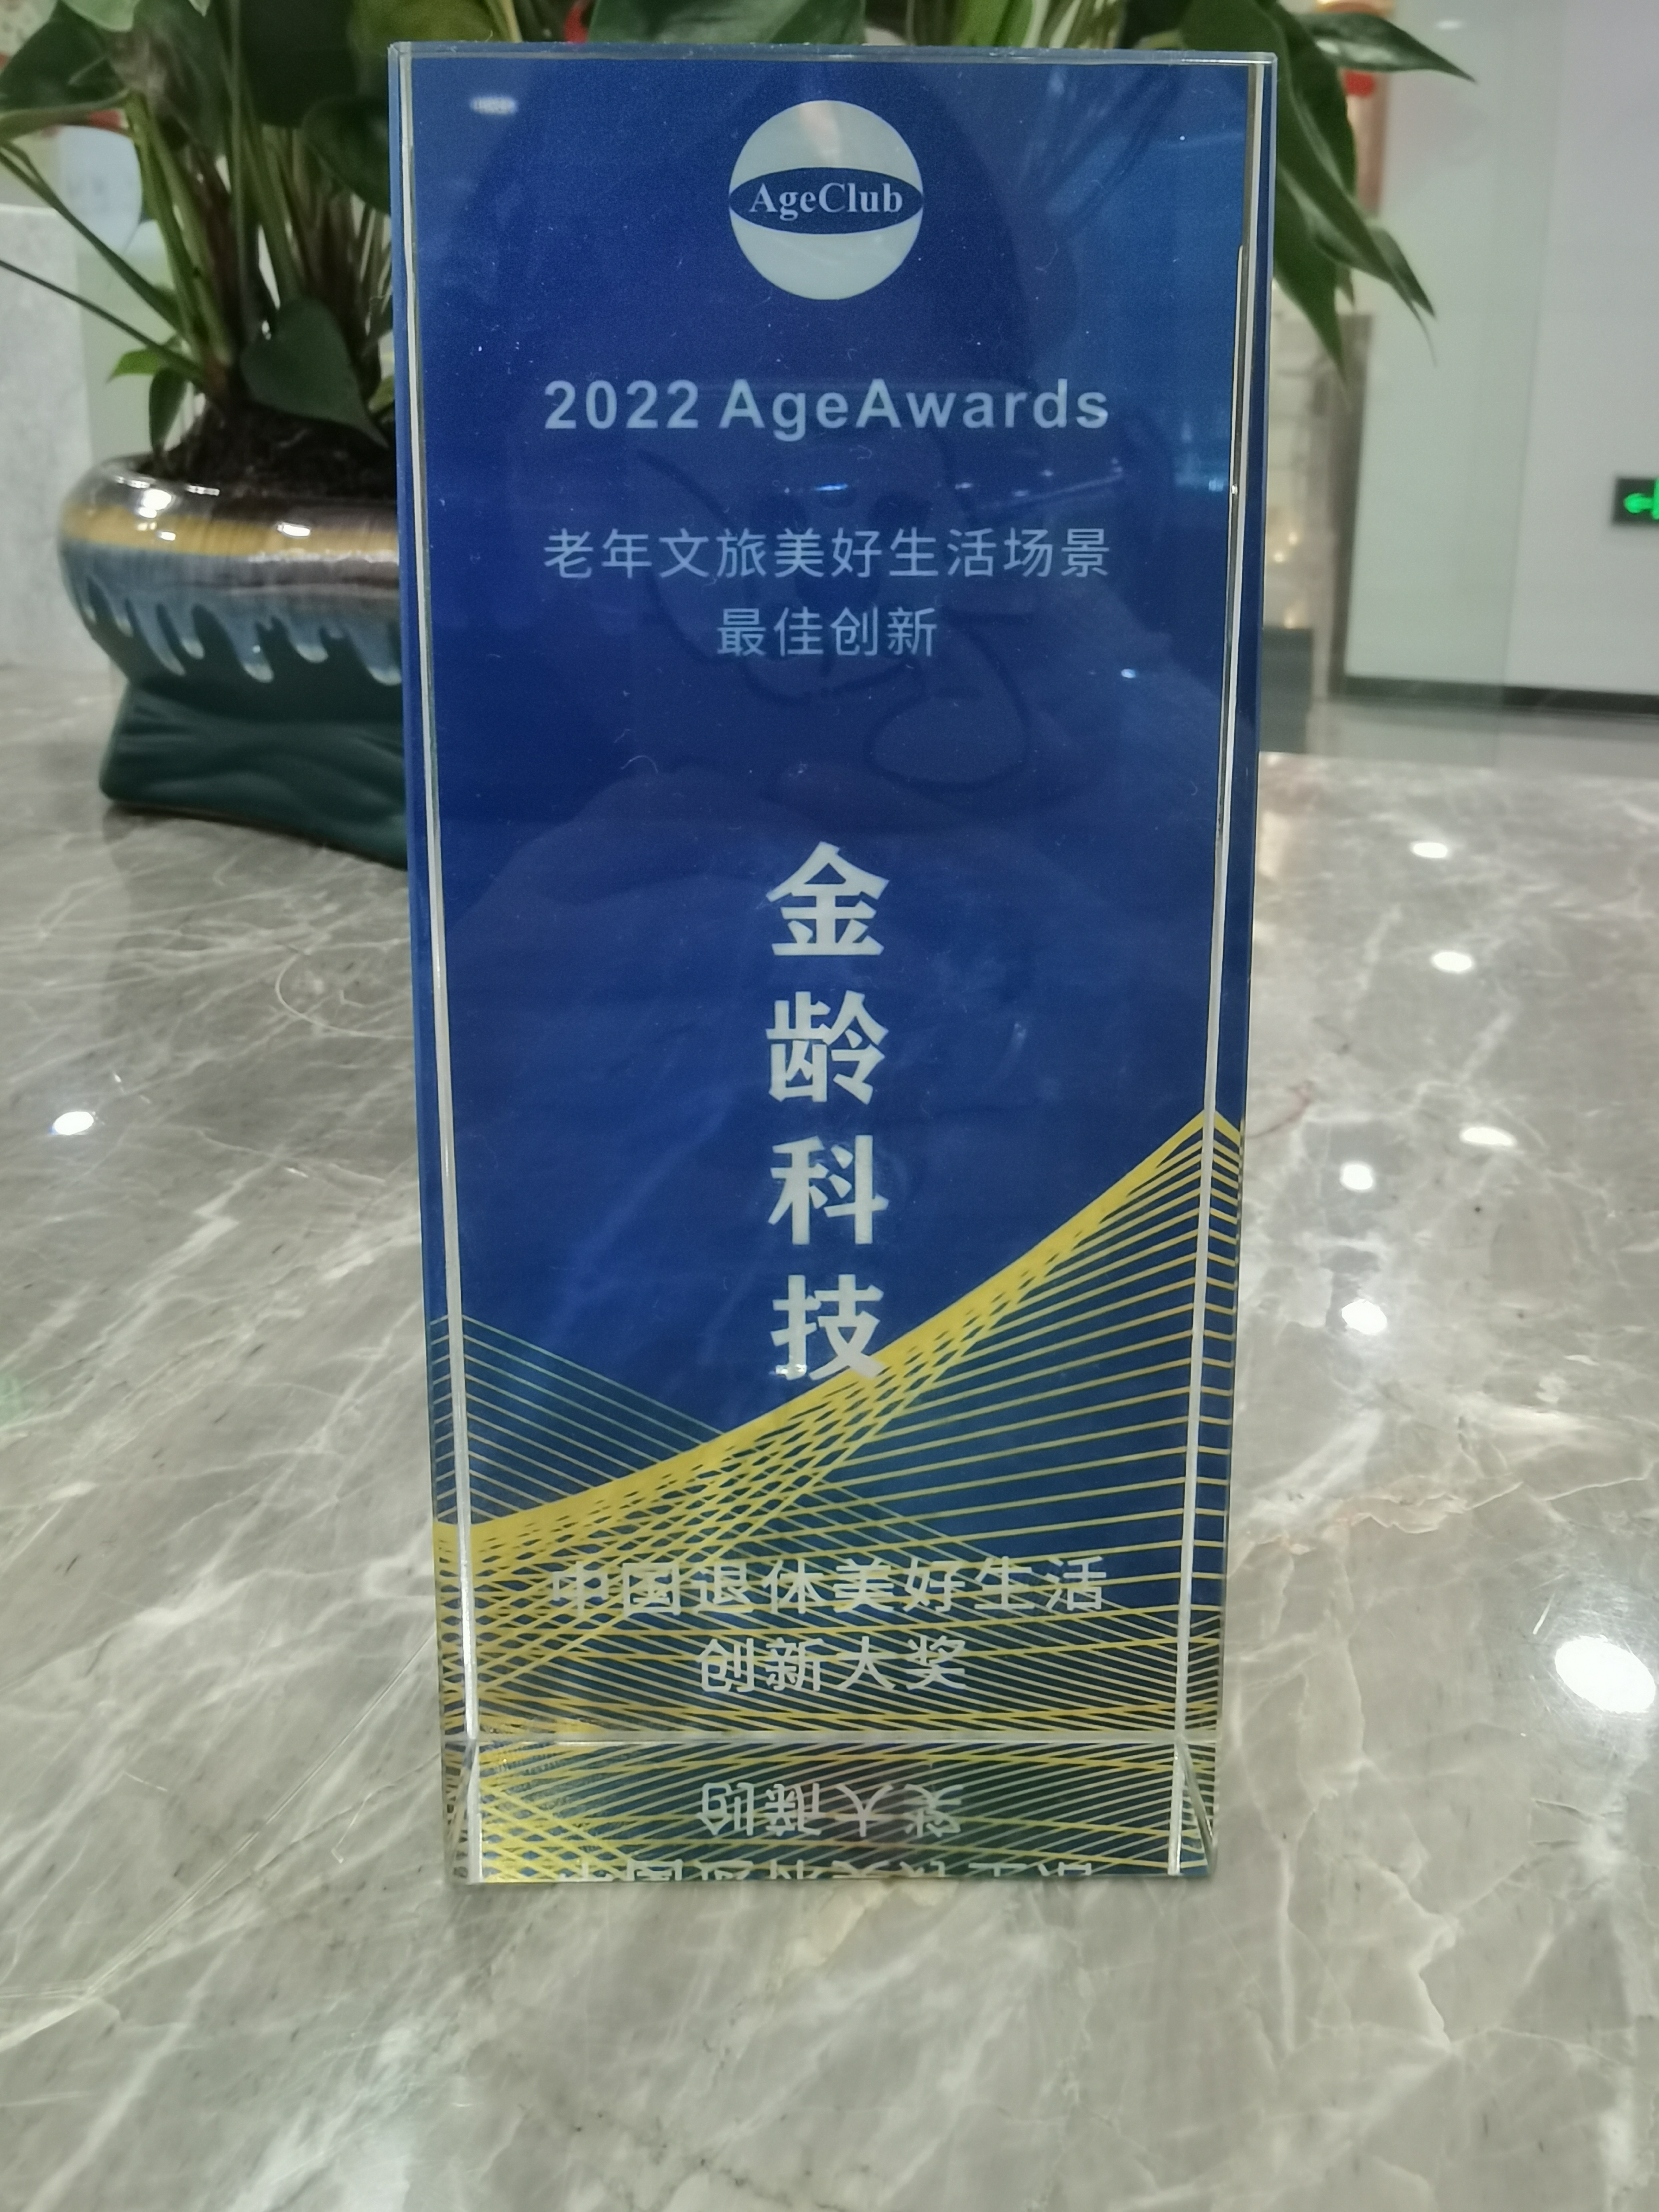 AgeClub
2022 AgeAwards
老年文旅美好生活场景
最佳创新
金
龄
科
技
中国退休美好生活
创新大奖